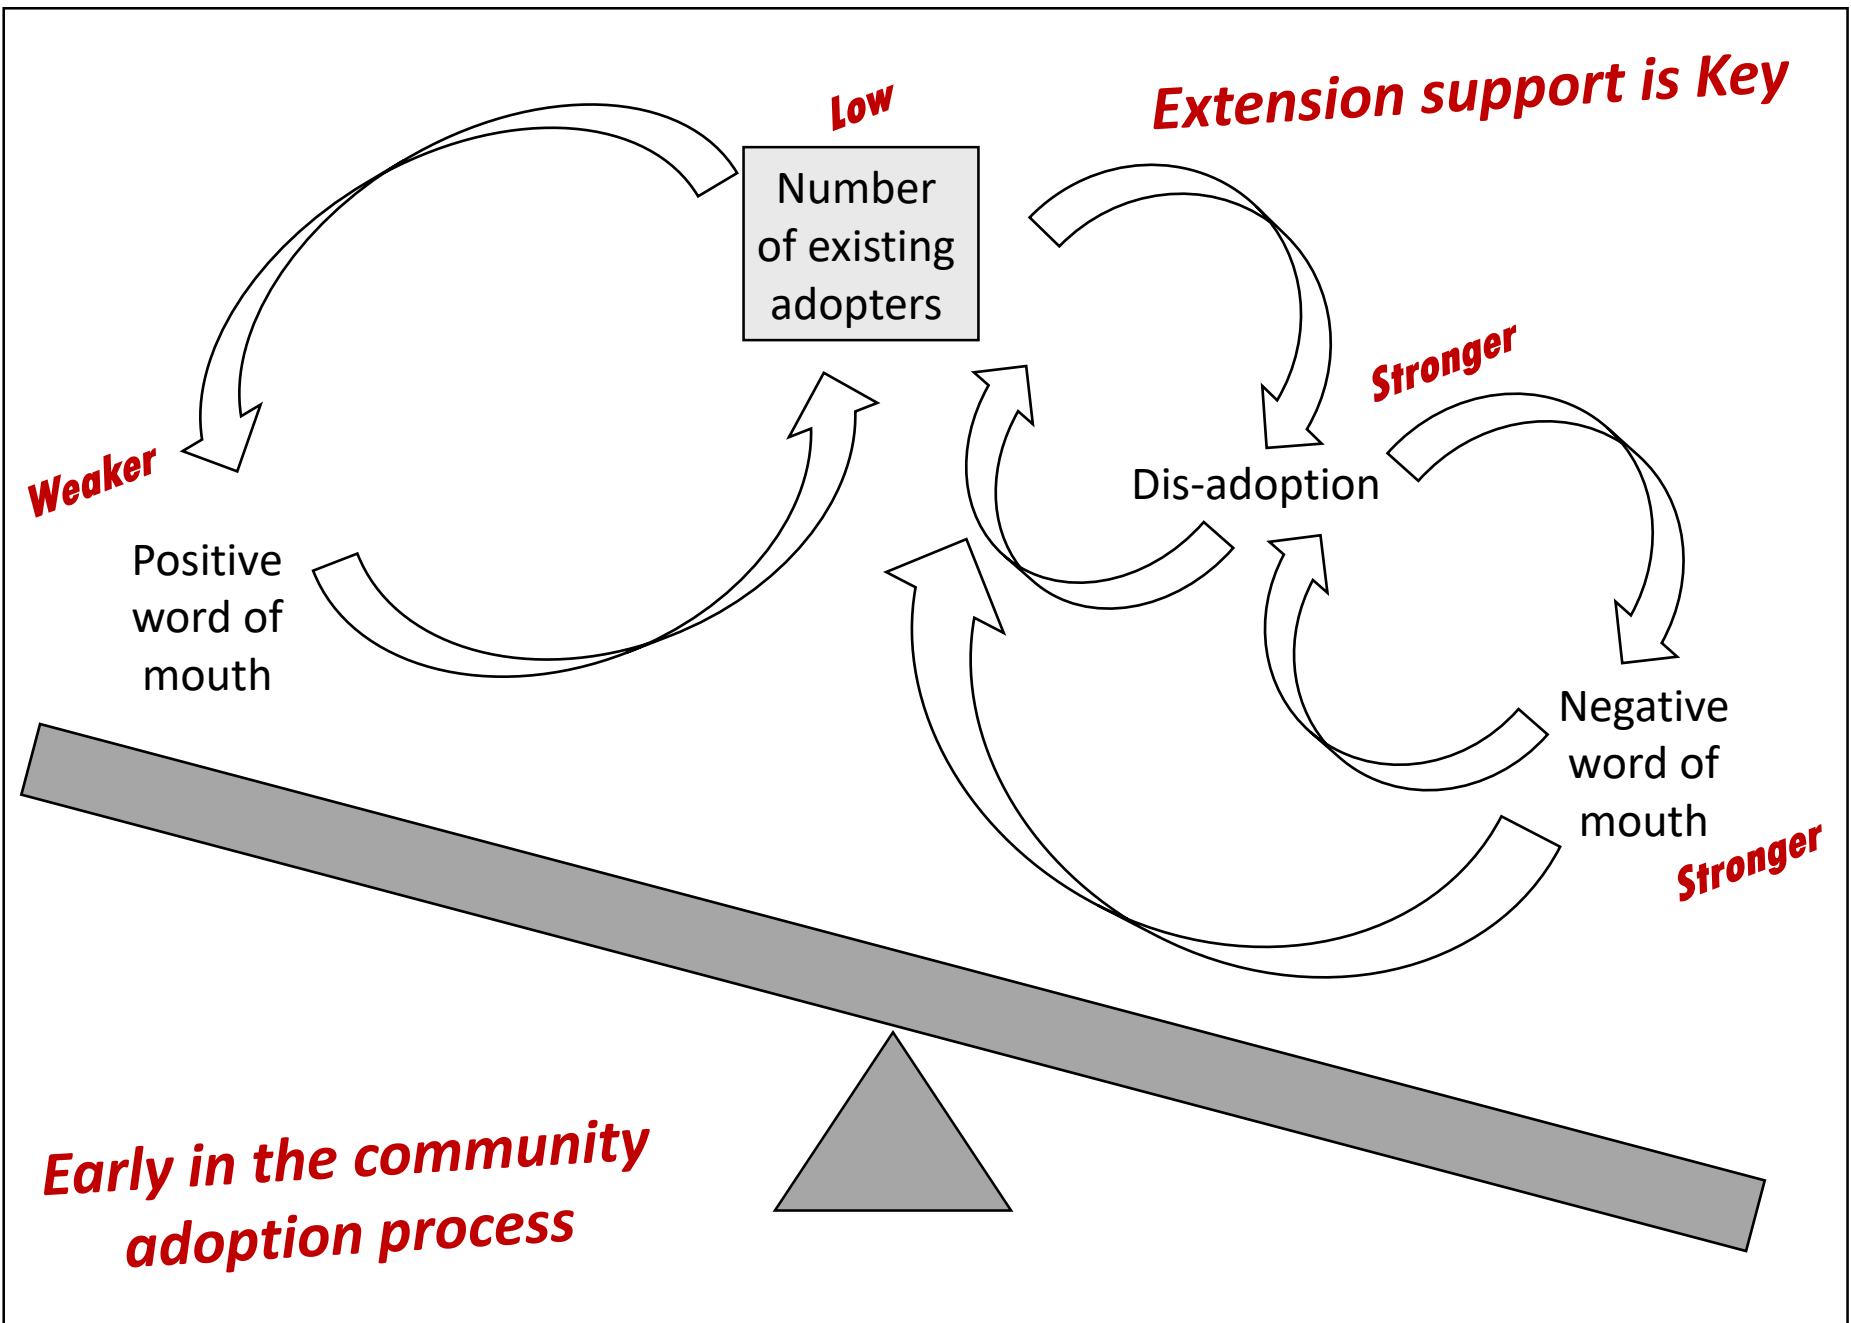 Low
Extension support is Key
Number
of existing
adopters
Stronger
Weaker
Dis-adoption
Positive
word of
mouth
Negative
word of
mouth
Stronger
Early in the community
adoption process